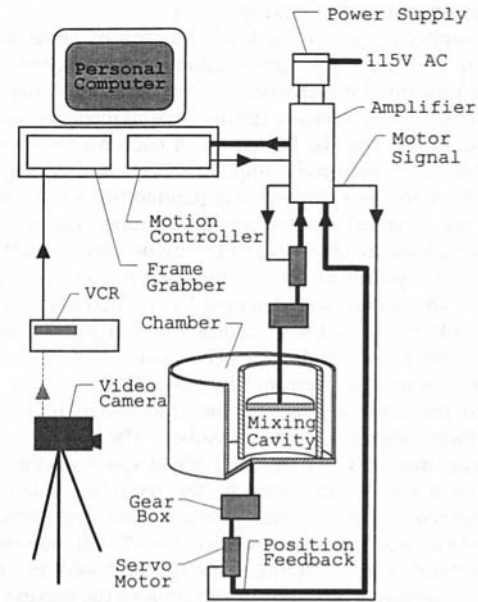 Power Supply
115V AC
Personal
Computer
Amplifier
Motor
Signal
Motion
Controller
Frame
Grabber
VCR
Chamber
Video
Camera
Mixing
Cavity
Gear
Box
Servo
Motor
Position
Feedback